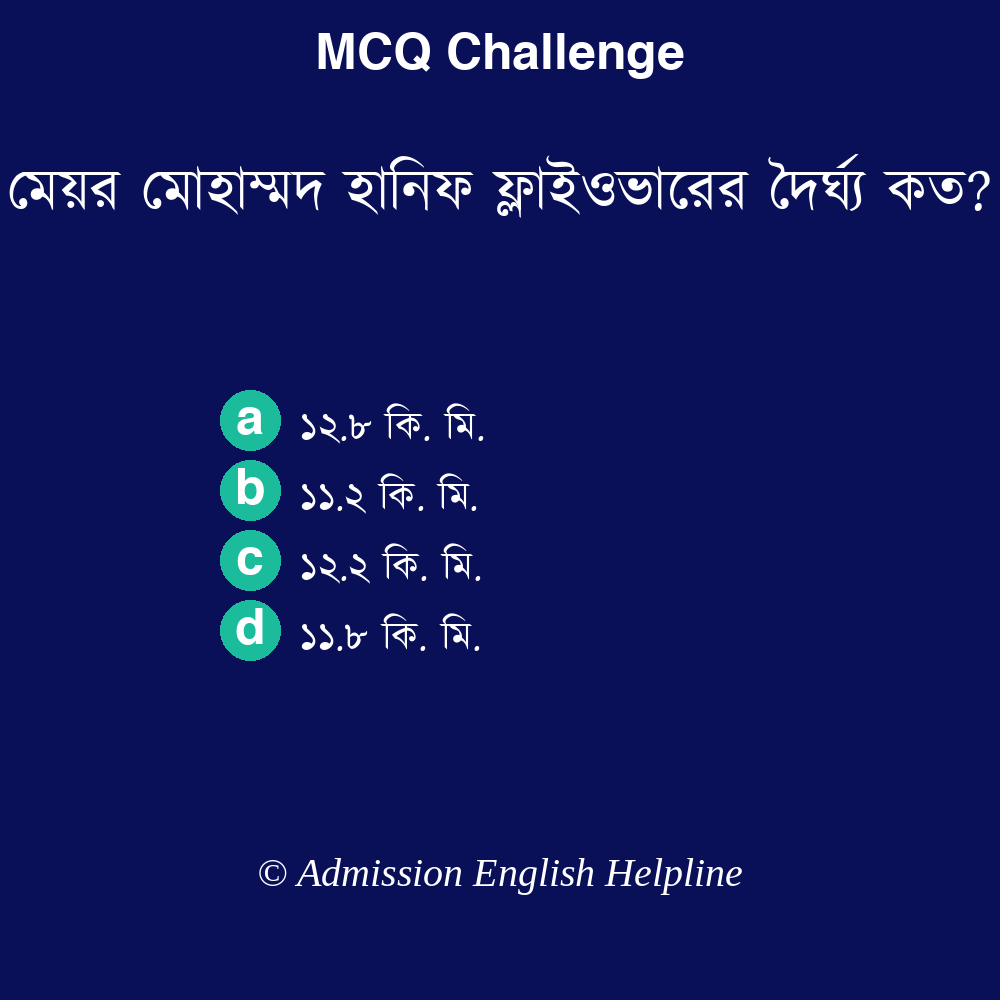 MCQ Challenge
মেয়র মোহাম্মদ হানিফ ফ্লাইওভারের দৈর্ঘ্য কত?
a ১২.৮ কি. মি.
b ১১.২ কি. মি.
c ১২.২ কি. মি.
d ১১.৮ কি. মি.
© Admission English Helpline